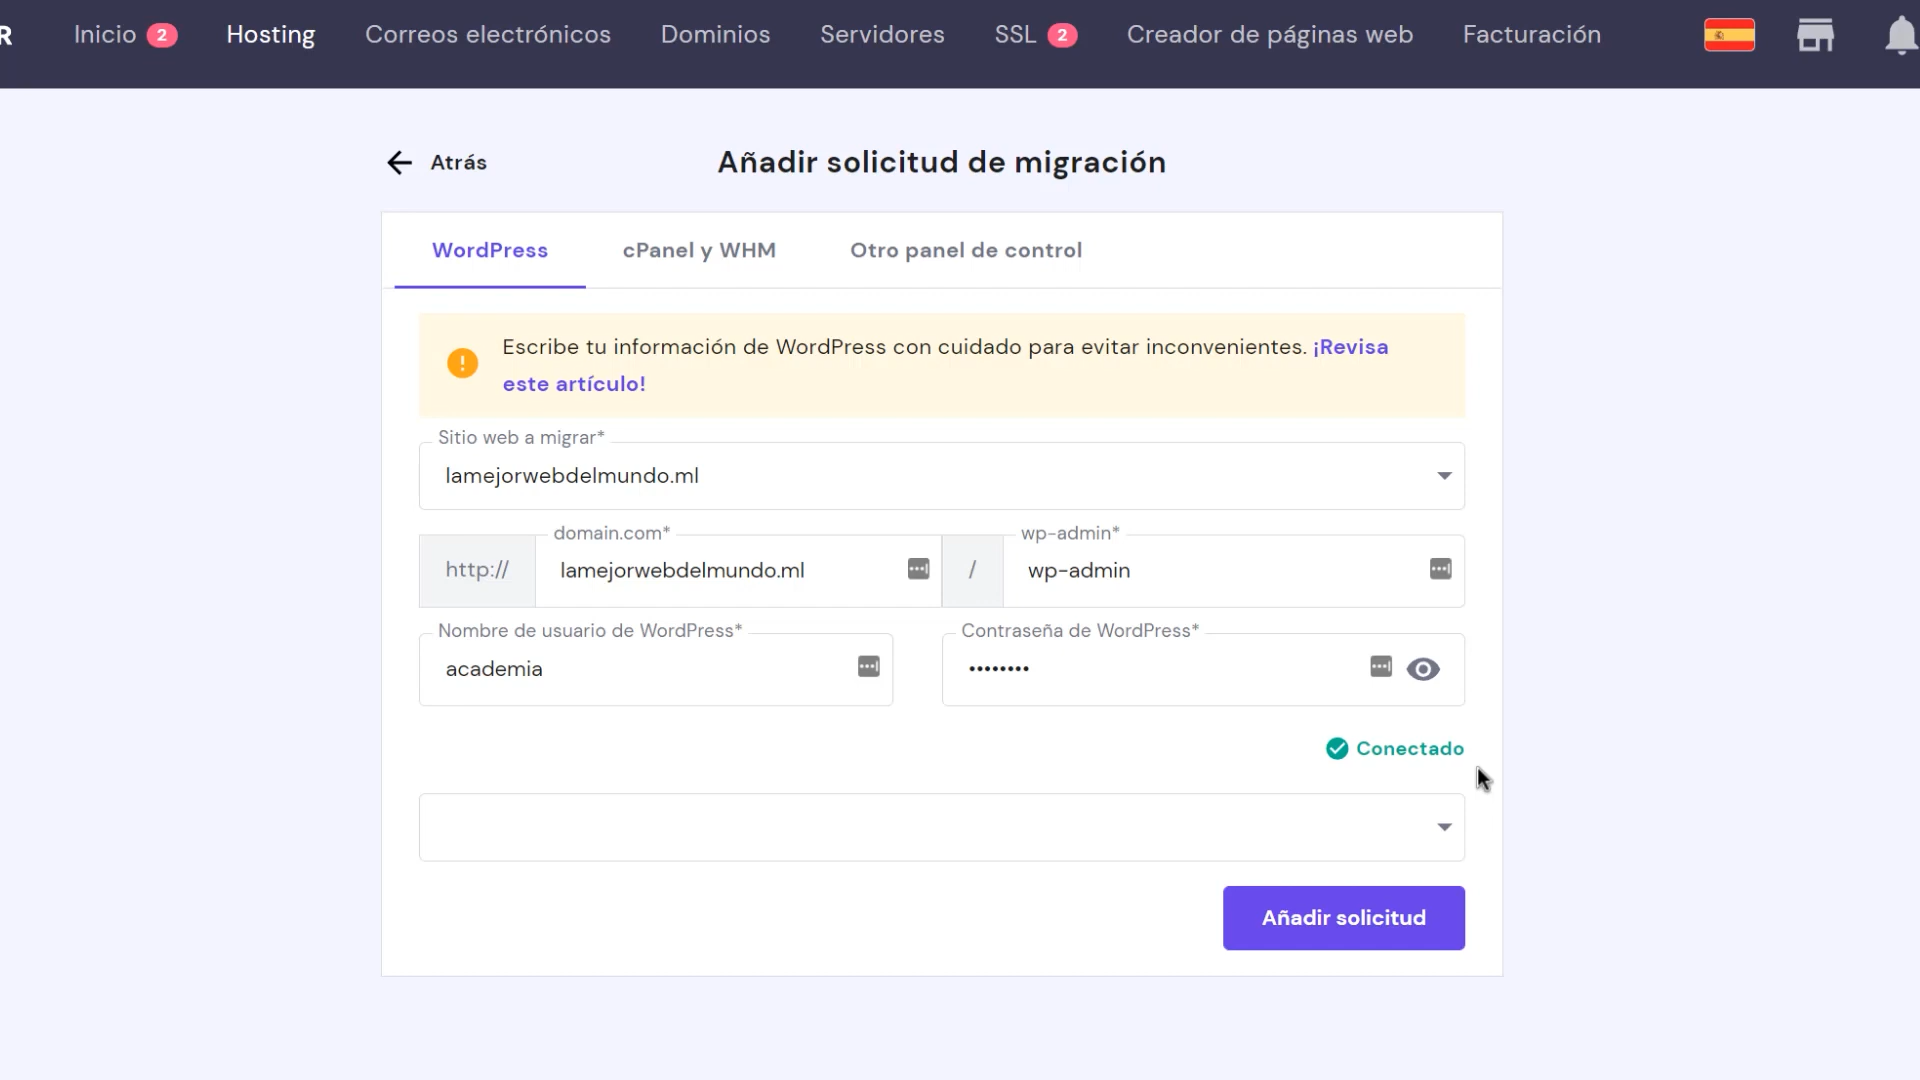 R Inicio 2 Hosting Correos electrónicos Dominios Servidores SSL 2 Creador de páginas web Facturación
Atrás
Añadir solicitud de migración
WordPress cPanel y WHM Otro panel de control
Escribe tu información de WordPress con cuidado para evitar inconvenientes. ¡Revisa
este artículo!
Sitio web a migrar*
lamejorwebdelmundo.ml
domain.com* wp-admin*
http:// lamejorwebdelmundo.ml / wp-admin
Nombre de usuario de WordPress* Contraseña de WordPress*
academia ••••••••
Conectado
Añadir solicitud